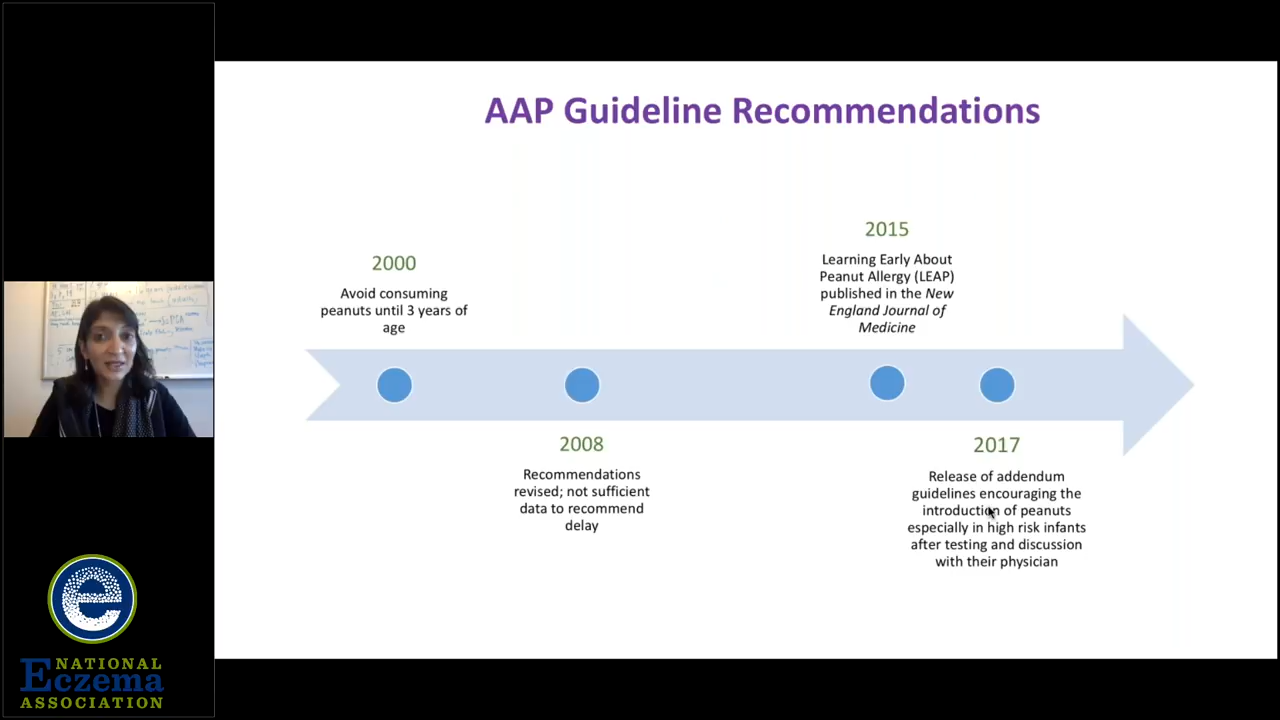 AAP Guideline Recommendations
2000
Avoid consuming
peanuts until 3 years of
age
2008
Recommendations
revised; not sufficient
data to recommend
delay
2015
Learning Early About
Peanut Allergy (LEAP)
published in the New
England Journal of
Medicine
2017
Release of addendum
guidelines encouraging the
introduction of peanuts
especially in high risk infants
after testing and discussion
with their physician
e
NATIONAL
Eczema
ASSOCIATION